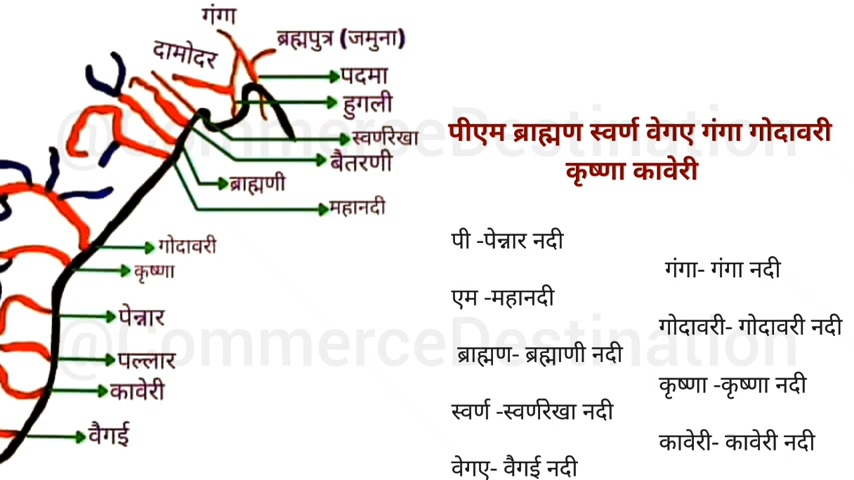 गंगा
ब्रह्मपुत्र (जमुना)
दामोदर
पदमा
हुगली
स्वर्णरेखा
बैतरणी
ब्राह्मणी
महानदी
गोदावरी
कृष्णा
पेन्नार
पल्लार
कावेरी
वैगई
पीएम ब्राह्मण स्वर्ण वेगए गंगा गोदावरी
कृष्णा कावेरी
पी -पेन्नार नदी
एम -महानदी
ब्राह्मण- ब्रह्माणी नदी
स्वर्ण -स्वर्णरेखा नदी
वेगए- वैगई नदी
गंगा- गंगा नदी
गोदावरी- गोदावरी नदी
कृष्णा -कृष्णा नदी
कावेरी- कावेरी नदी
@CommerceDestination
@CommerceDestination